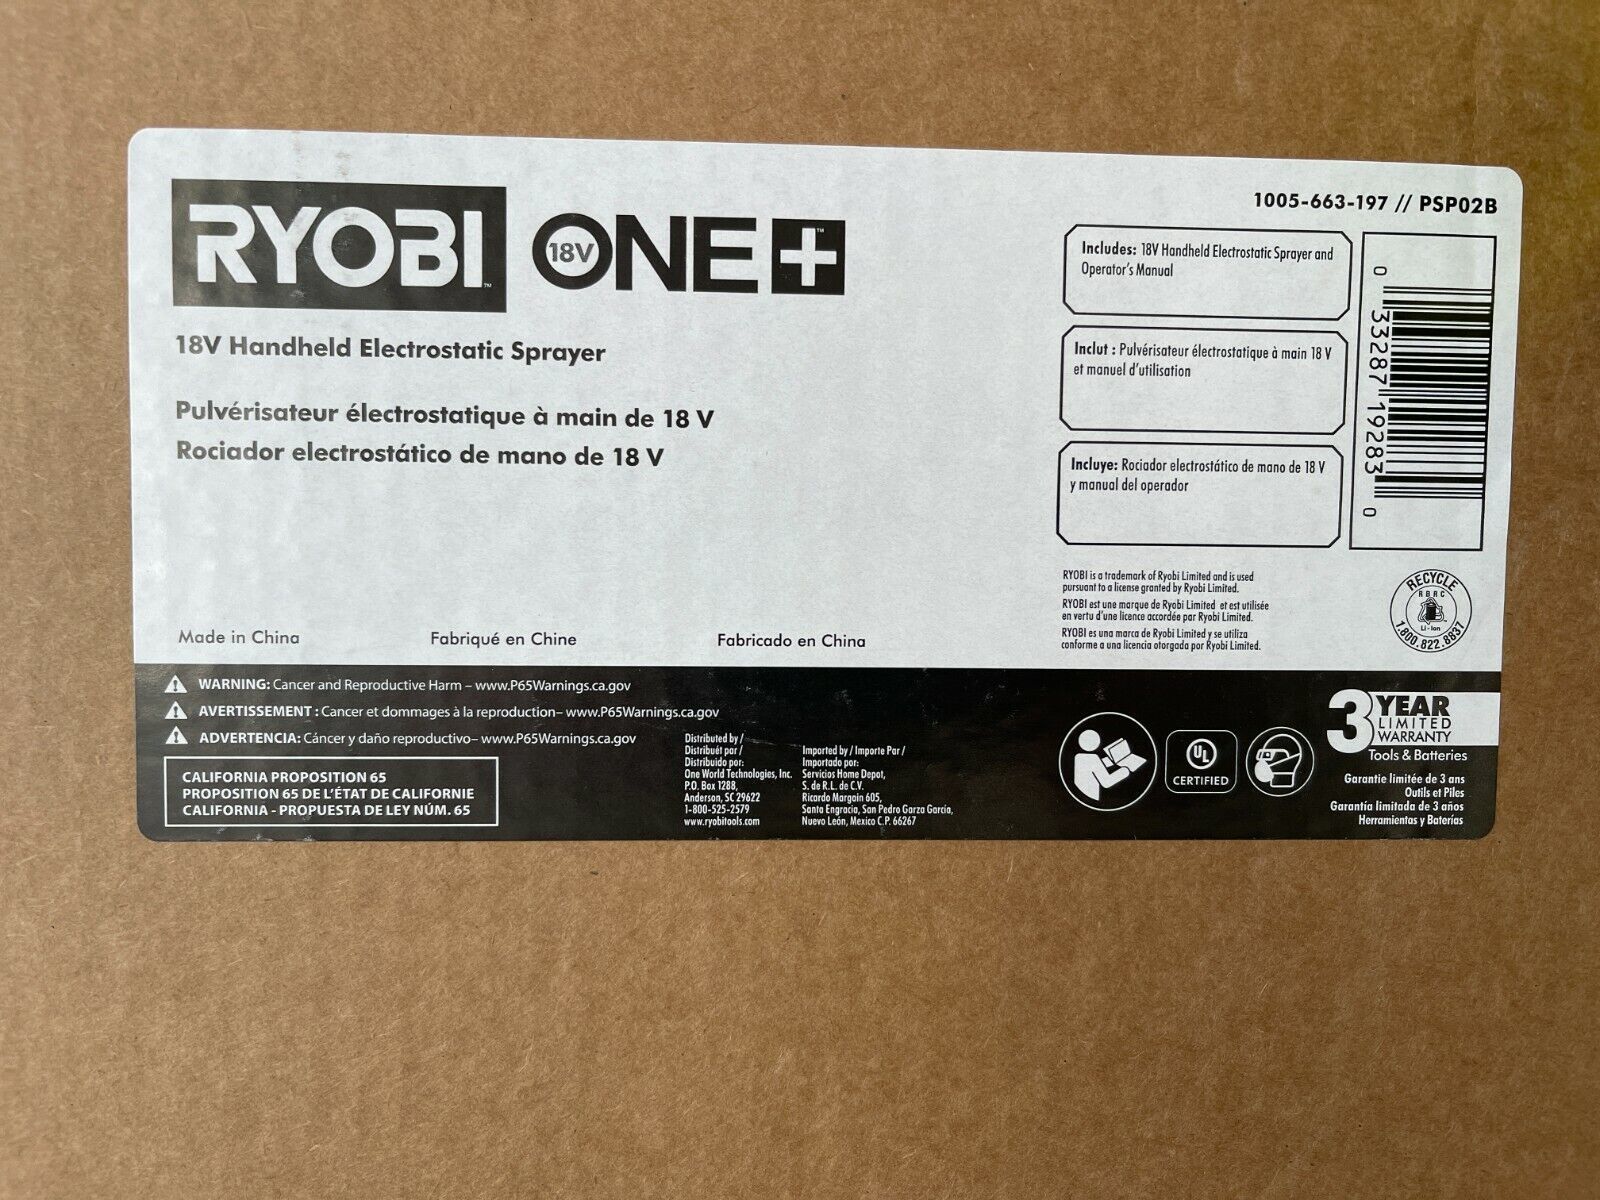 RYOBI™ 18V ONE+™
18V Handheld Electrostatic Sprayer
Pulvérisateur électrostatique à main de 18 V
Rociador electrostático de mano de 18 V
Made in China
Fabriqué en Chine
Fabricado en China
1005-663-197 // PSP02B
Includes: 18V Handheld Electrostatic Sprayer and
Operator's Manual
Inclut : Pulvérisateur électrostatique à main 18 V
et manuel d'utilisation
Incluye: Rociador electrostático de mano de 18 V
y manual del operador
0 33287 19283 0
RYOBI is a trademark of Ryobi Limited and is used
pursuant to a license granted by Ryobi Limited.
RYOBI est une marque de Ryobi Limited et est utilisée
en vertu d'une licence accordée par Ryobi Limited.
RYOBI es una marca de Ryobi Limited y se utiliza
conforme a una licencia otorgada por Ryobi Limited.
RECYCLE
RBRC
Li-Ion
1.800.822.8837
WARNING: Cancer and Reproductive Harm – www.P65Warnings.ca.gov
AVERTISSEMENT : Cancer et dommages à la reproduction– www.P65Warnings.ca.gov
ADVERTENCIA: Cáncer y daño reproductivo– www.P65Warnings.ca.gov
CALIFORNIA PROPOSITION 65
PROPOSITION 65 DE L'ÉTAT DE CALIFORNIE
CALIFORNIA - PROPUESTA DE LEY NÚM. 65
Distributed by /
Distribuét par /
Distribuido por:
One World Technologies, Inc.
P.O. Box 1288,
Anderson, SC 29622
1-800-525-2579
www.ryobitools.com
Imported by / Importe Par /
Importado por:
Servicios Home Depot,
S. de R.L. de C.V.
Ricardo Margain 605,
Santa Engracia, San Pedro Garza Garcia,
Nuevo León, Mexico C.P. 66267
UL
CERTIFIED
3 YEAR
LIMITED
WARRANTY
Tools & Batteries
Garantie limitée de 3 ans
Outils et Piles
Garantía limitada de 3 años
Herramientas y Baterías